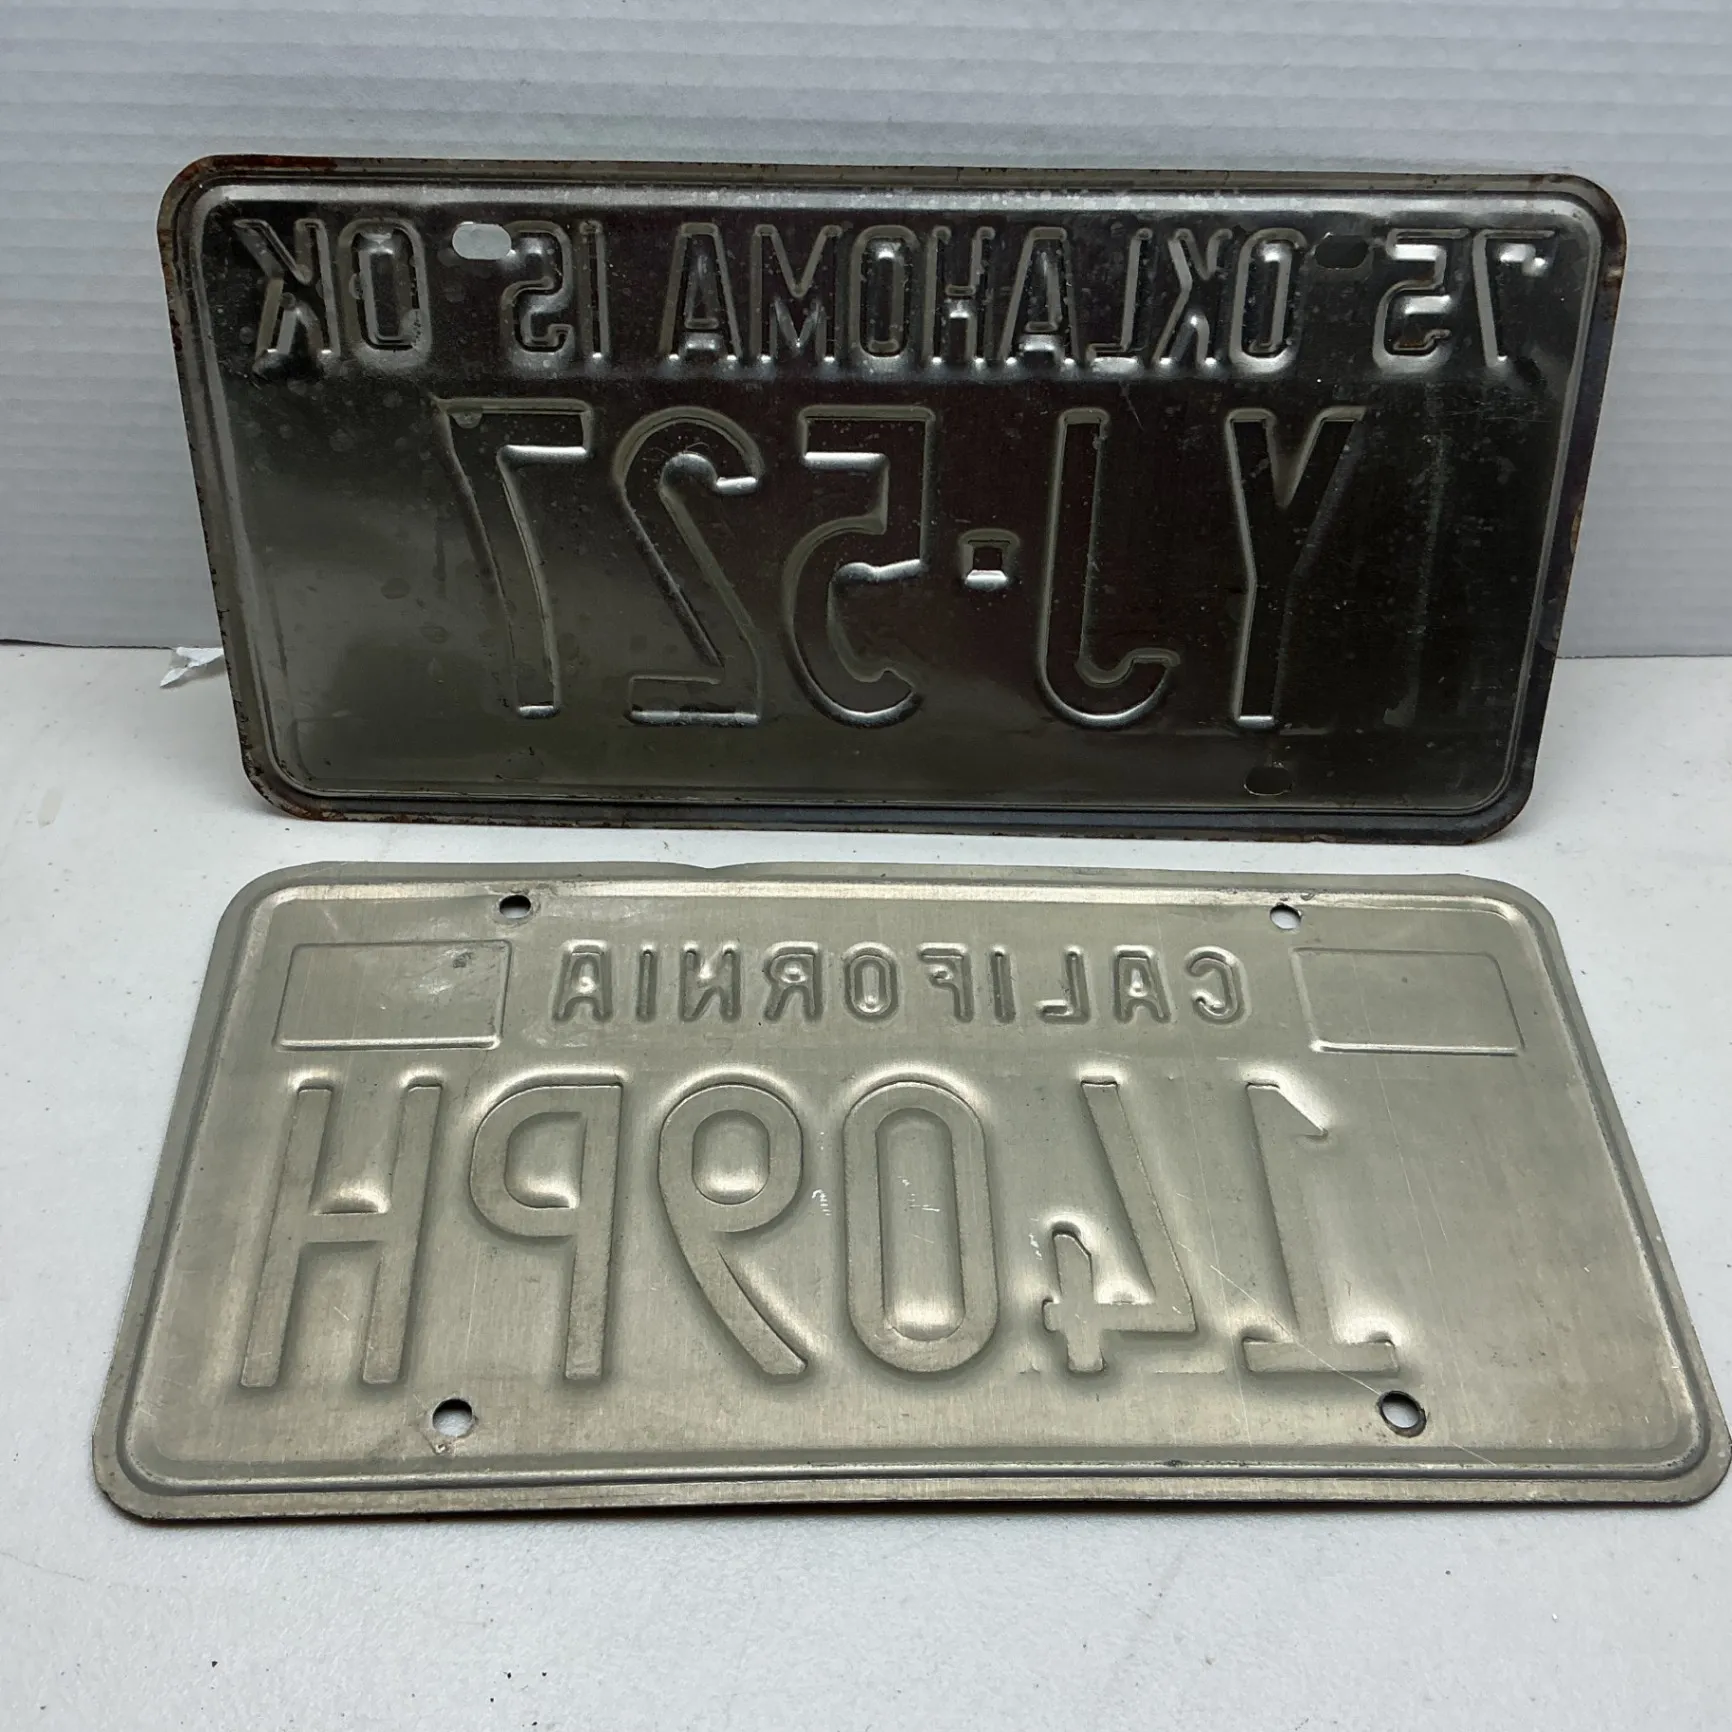 75 OKLAHOMA IS OK
YJ·527
CALIFORNIA
1409PH